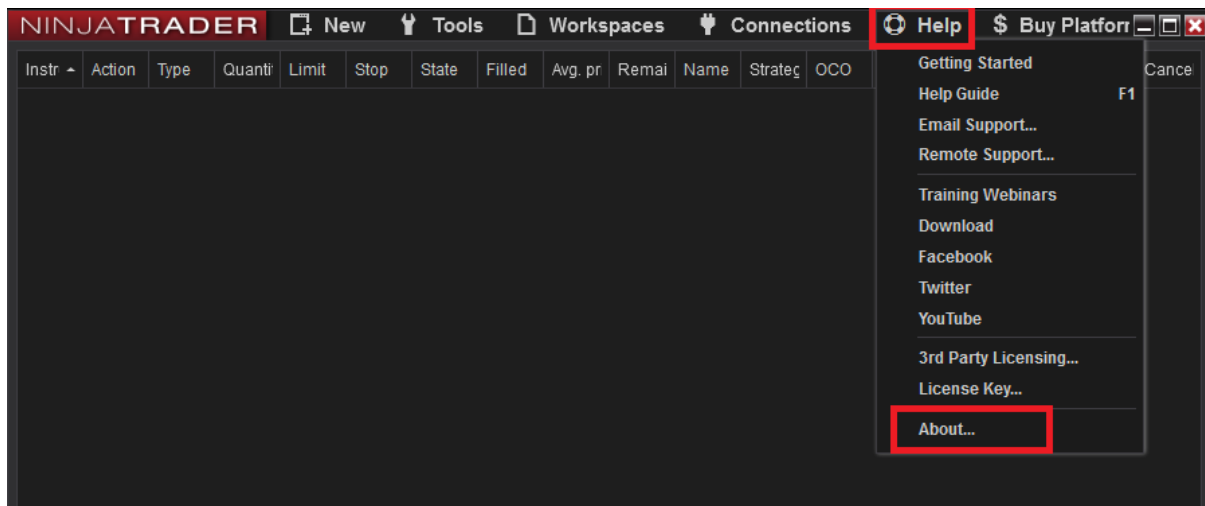 NINJATRADER New Tools Workspaces Connections Help $ Buy Platforr
Instr Action Type Quanti Limit Stop State Filled Avg. pri Remai Name Strateg OCO Cancel
Getting Started
Help Guide F1
Email Support...
Remote Support...
Training Webinars
Download
Facebook
Twitter
YouTube
3rd Party Licensing...
License Key...
About...